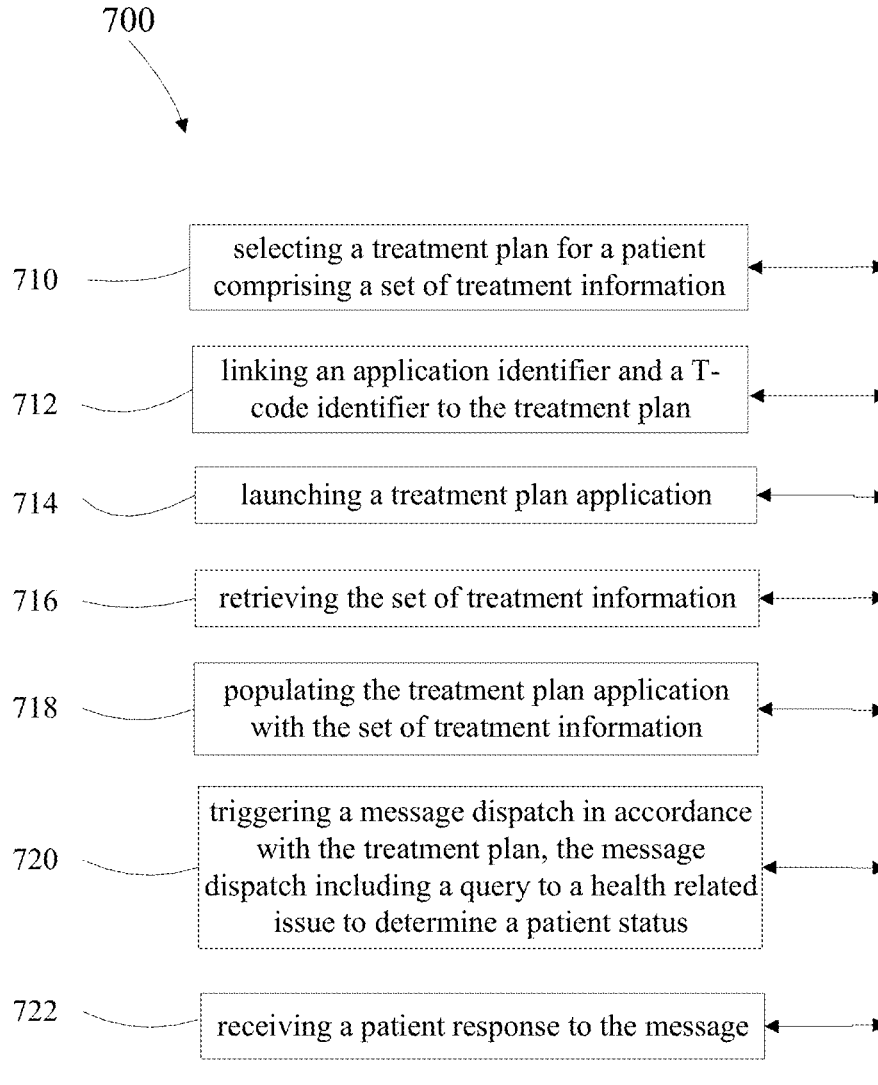 700
710
selecting a treatment plan for a patient
comprising a set of treatment information
712
linking an application identifier and a T-
code identifier to the treatment plan
714
launching a treatment plan application
716
retrieving the set of treatment information
718
populating the treatment plan application
with the set of treatment information
720
triggering a message dispatch in accordance
with the treatment plan, the message
dispatch including a query to a health related
issue to determine a patient status
722
receiving a patient response to the message